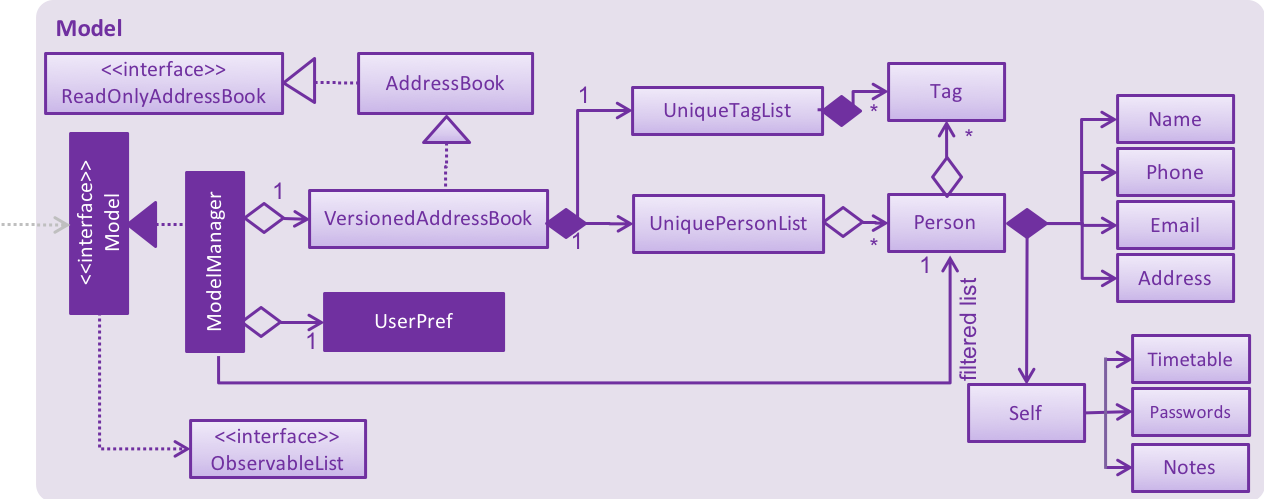 Model
<<interface>>
ReadOnlyAddressBook
AddressBook
<<interface>>
Model
ModelManager
1
VersionedAddressBook
1
UserPref
1
UniqueTagList
*
Tag
*
1
UniquePersonList
*
Person
1
filtered list
Name
Phone
Email
Address
Self
Timetable
Passwords
Notes
<<interface>>
ObservableList